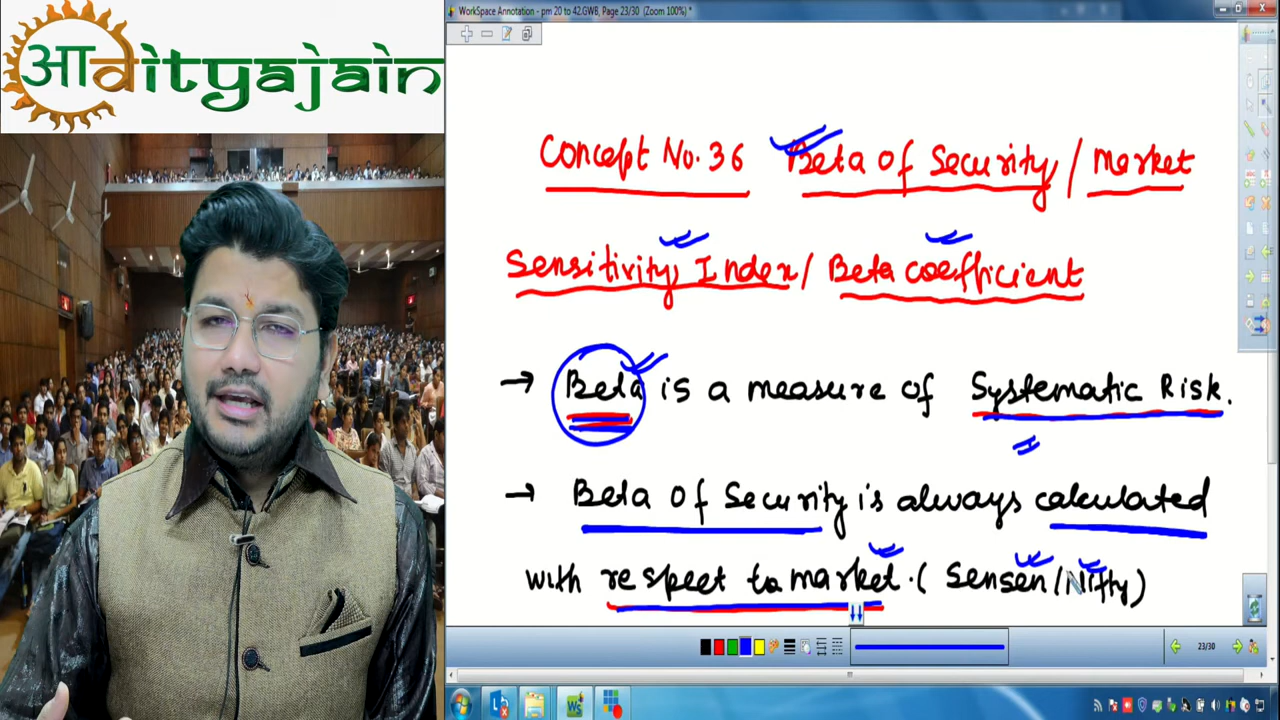 WorkSpace Annotation - pm 20 to 42.GWB, Page 23/30 (Zoom 100%) *
आdityajain
Concept No. 36 Beta of Security / Market
Sensitivity Index / Beta coefficient
→ Beta is a measure of Systematic Risk.
→ Beta of Security is always calculated
with respect to market. ( Sensen/Nifty)
23/30